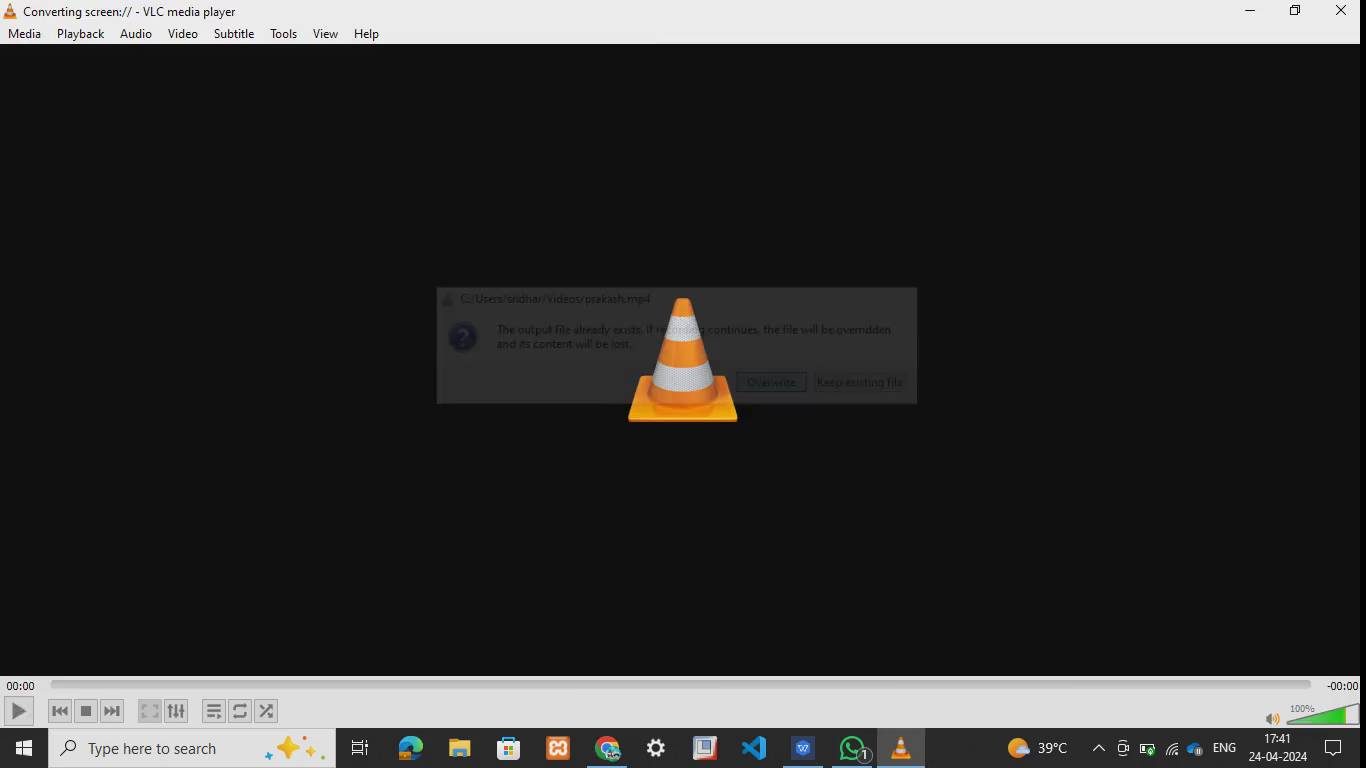 Converting screen:// - VLC media player
Media Playback Audio Video Subtitle Tools View Help
C:/Users/sridhar/Videos/prakash.mp4
The output file already exists. If recording continues, the file will be overridden
and its content will be lost.
Overwrite Keep existing file
00:00 -00:00
100%
Type here to search
1
39°C
ENG
17:41
24-04-2024